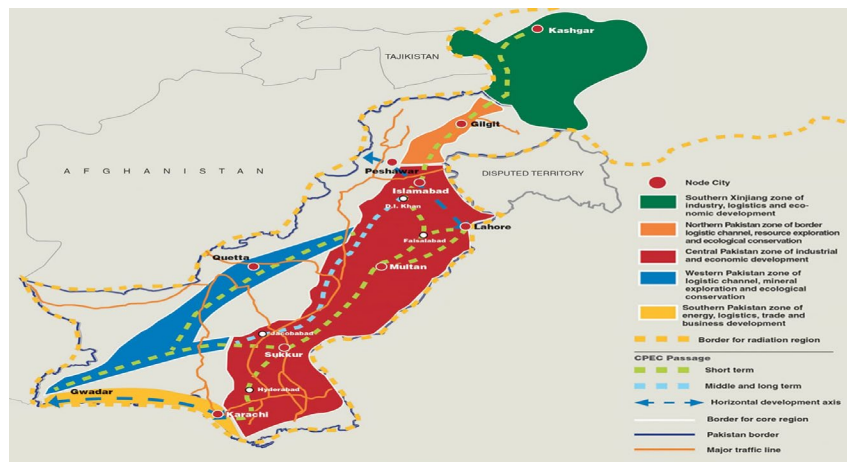 Kashgar
TAJIKISTAN
Gilgit
AFGHANISTAN
Peshawar
DISPUTED TERRITORY
Islamabad
D.I. Khan
Lahore
Faisalabad
Quetta
Multan
Jacobabad
Sukkur
Gwadar
Hyderabad
Karachi
Node City
Southern Xinjiang zone of
industry, logistics and eco-
nomic development
Northern Pakistan zone of border
logistic channel, resource exploration
and ecological conservation
Central Pakistan zone of industrial
and economic development
Western Pakistan zone of
logistic channel, mineral
exploration and ecological
conservation
Southern Pakistan zone of
energy, logistics, trade and
business development
Border for radiation region
CPEC Passage
Short term
Middle and long term
Horizontal development axis
Border for core region
Pakistan border
Major traffic line